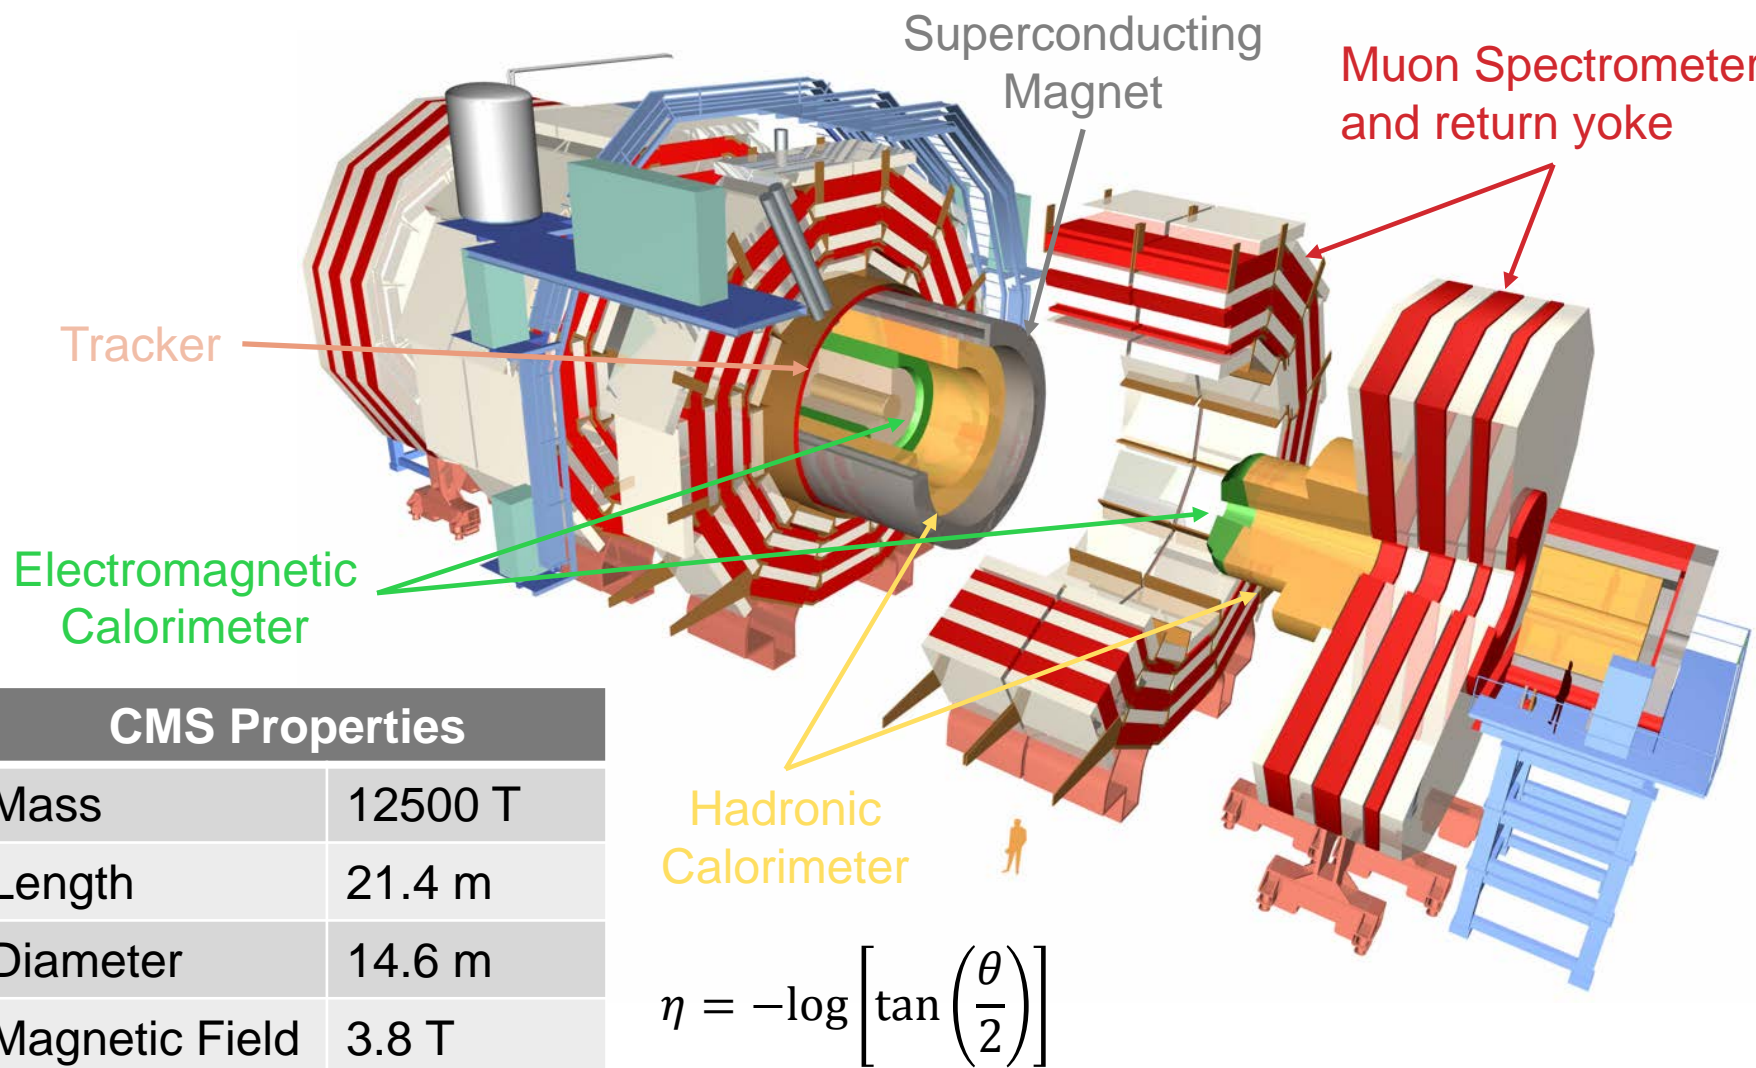 Superconducting
Magnet
Muon Spectrometer
and return yoke
Tracker
Electromagnetic
Calorimeter
Hadronic
Calorimeter
CMS Properties
Mass 12500 T
Length 21.4 m
Diameter 14.6 m
Magnetic Field 3.8 T
η = −log[tan(θ/2)]